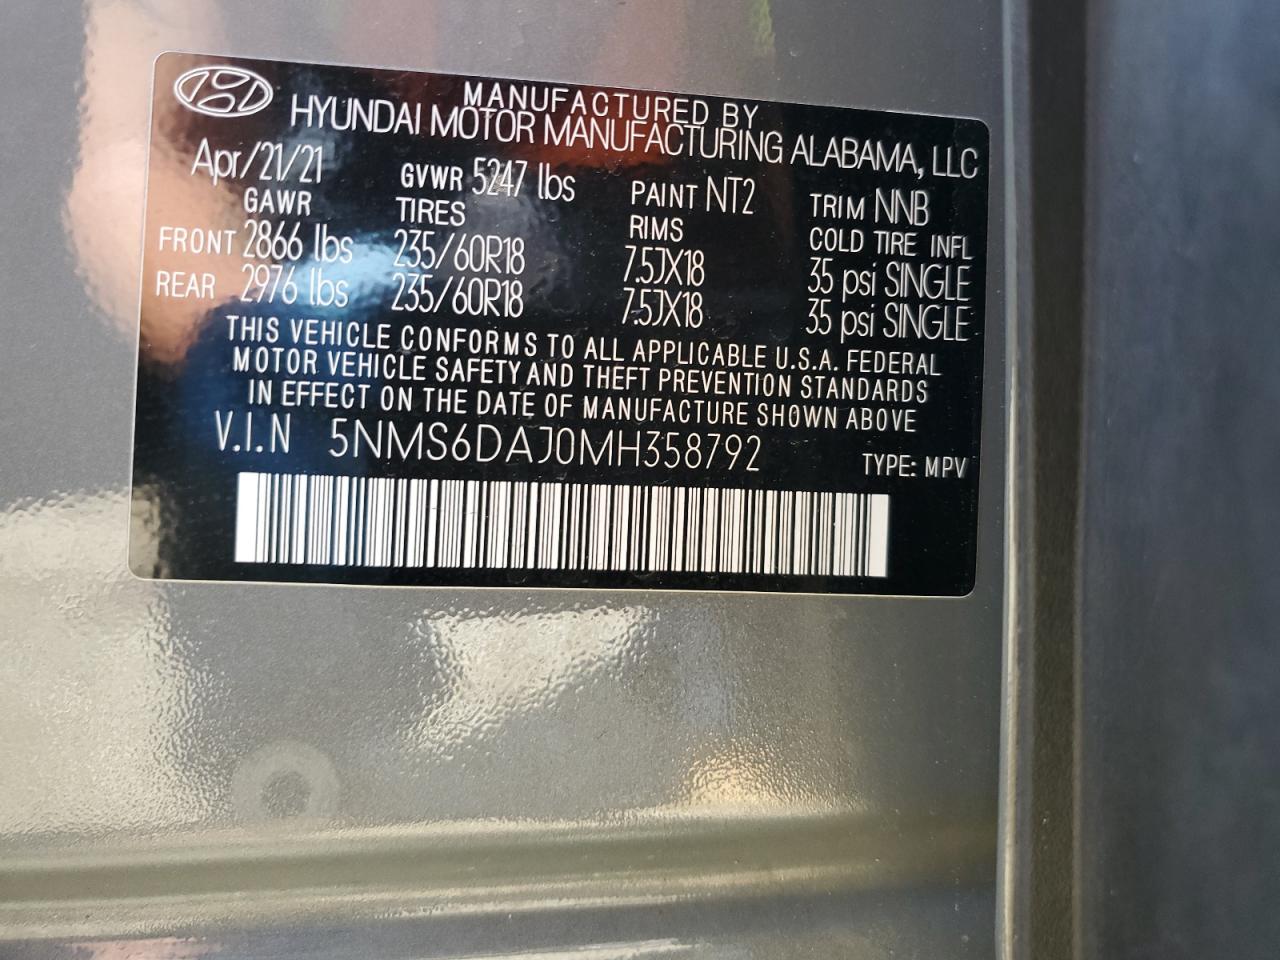 MANUFACTURED BY
HYUNDAI MOTOR MANUFACTURING ALABAMA, LLC
Apr/21/21 GVWR 5247 lbs PAINT NT2 TRIM NNB
GAWR TIRES RIMS COLD TIRE INFL
FRONT 2866 lbs 235/60R18 7.5JX18 35 psi SINGLE
REAR 2976 lbs 235/60R18 7.5JX18 35 psi SINGLE
THIS VEHICLE CONFORMS TO ALL APPLICABLE U.S.A. FEDERAL
MOTOR VEHICLE SAFETY AND THEFT PREVENTION STANDARDS
IN EFFECT ON THE DATE OF MANUFACTURE SHOWN ABOVE
V.I.N 5NMS6DAJ0MH358792 TYPE: MPV